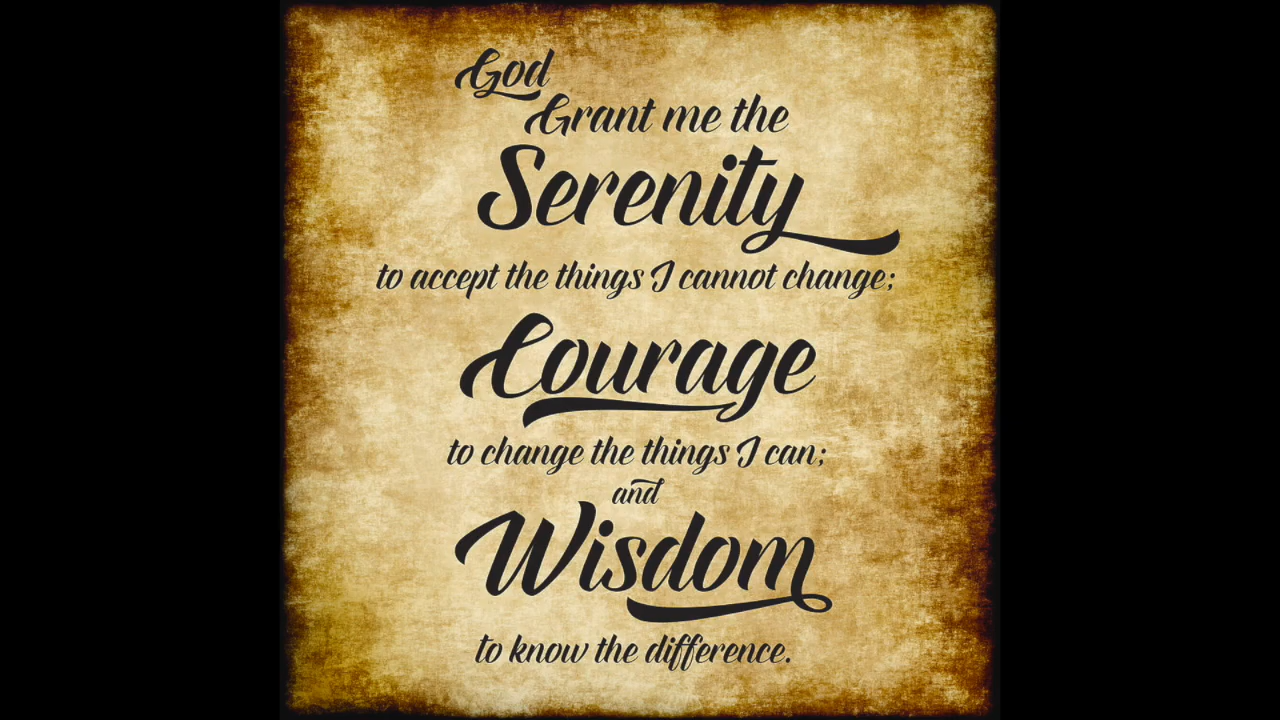 God
Grant me the
Serenity
to accept the things I cannot change;
Courage
to change the things I can;
and
Wisdom
to know the difference.